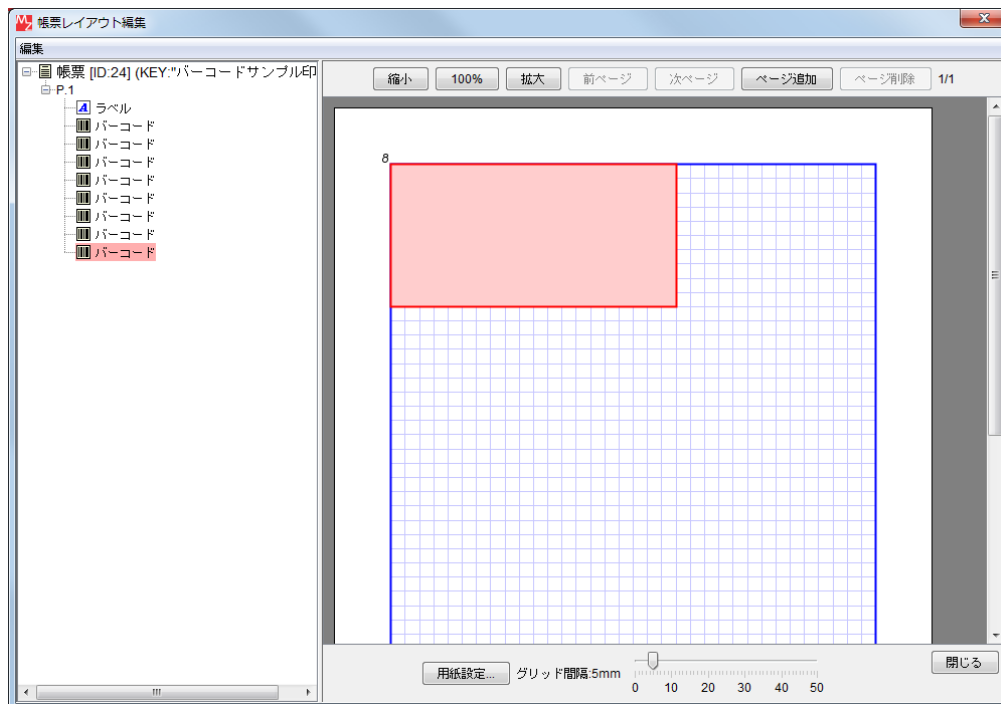 帳票レイアウト編集
編集
帳票 [ID:24] (KEY:"バーコードサンプル印
P.1
ラベル
バーコード
バーコード
バーコード
バーコード
バーコード
バーコード
バーコード
バーコード
縮小 100% 拡大 前ページ 次ページ ページ追加 ページ削除 1/1
8
用紙設定... グリッド間隔:5mm
0 10 20 30 40 50
閉じる